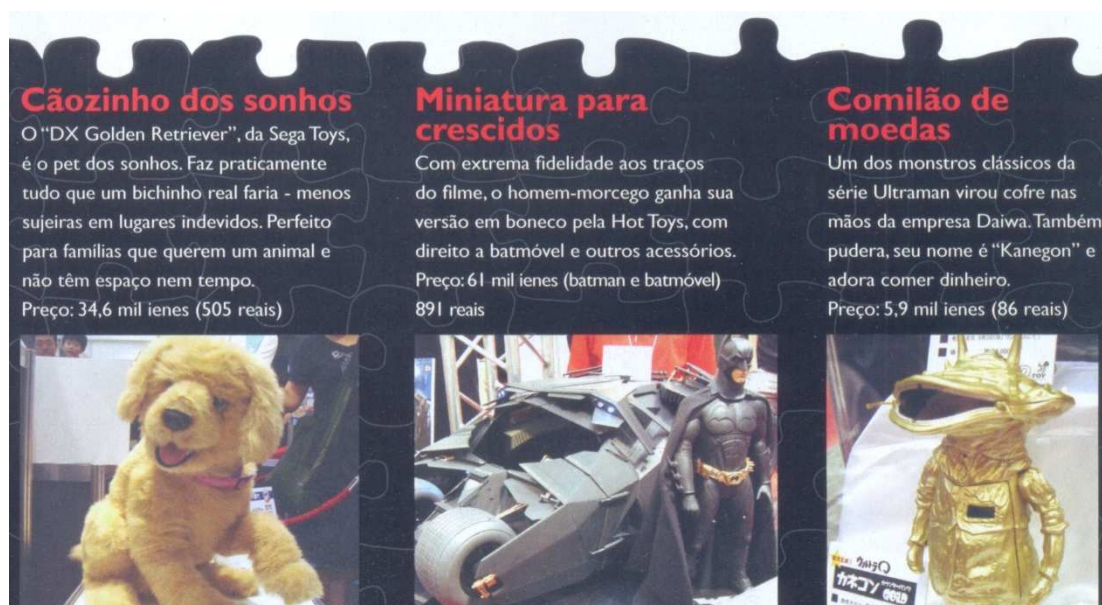 Cãozinho dos sonhos
O "DX Golden Retriever", da Sega Toys,
é o pet dos sonhos. Faz praticamente
tudo que um bichinho real faria - menos
sujeiras em lugares indevidos. Perfeito
para famílias que querem um animal e
não têm espaço nem tempo.
Preço: 34,6 mil ienes (505 reais)
Miniatura para
crescidos
Com extrema fidelidade aos traços
do filme, o homem-morcego ganha sua
versão em boneco pela Hot Toys, com
direito a batmóvel e outros acessórios.
Preço: 61 mil ienes (batman e batmóvel)
891 reais
Comilão de
moedas
Um dos monstros clássicos da
série Ultraman virou cofre nas
mãos da empresa Daiwa. Também
pudera, seu nome é "Kanegon" e
adora comer dinheiro.
Preço: 5,9 mil ienes (86 reais)
ウルトラQ
カネゴン